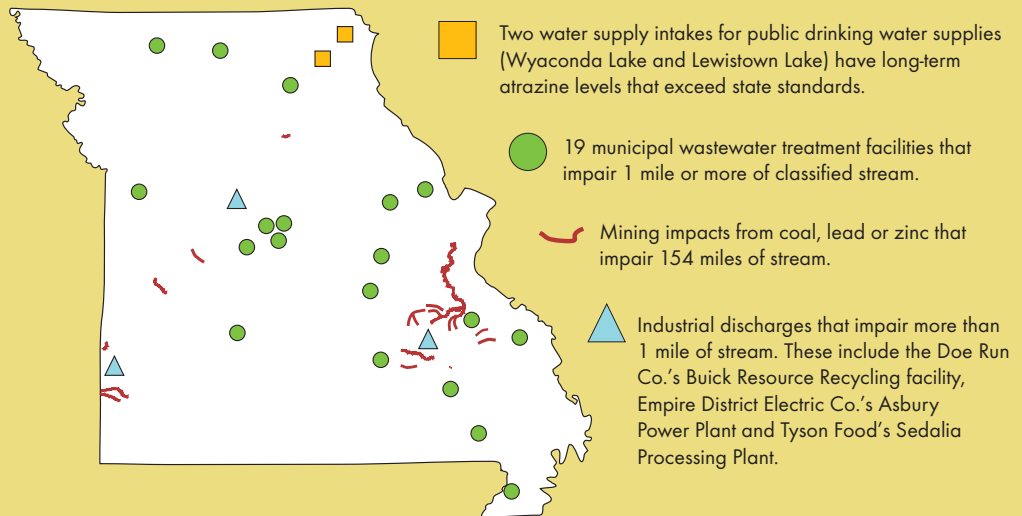 Two water supply intakes for public drinking water supplies
(Wyaconda Lake and Lewistown Lake) have long-term
atrazine levels that exceed state standards.
19 municipal wastewater treatment facilities that
impair 1 mile or more of classified stream.
Mining impacts from coal, lead or zinc that
impair 154 miles of stream.
Industrial discharges that impair more than
1 mile of stream. These include the Doe Run
Co.'s Buick Resource Recycling facility,
Empire District Electric Co.'s Asbury
Power Plant and Tyson Food's Sedalia
Processing Plant.